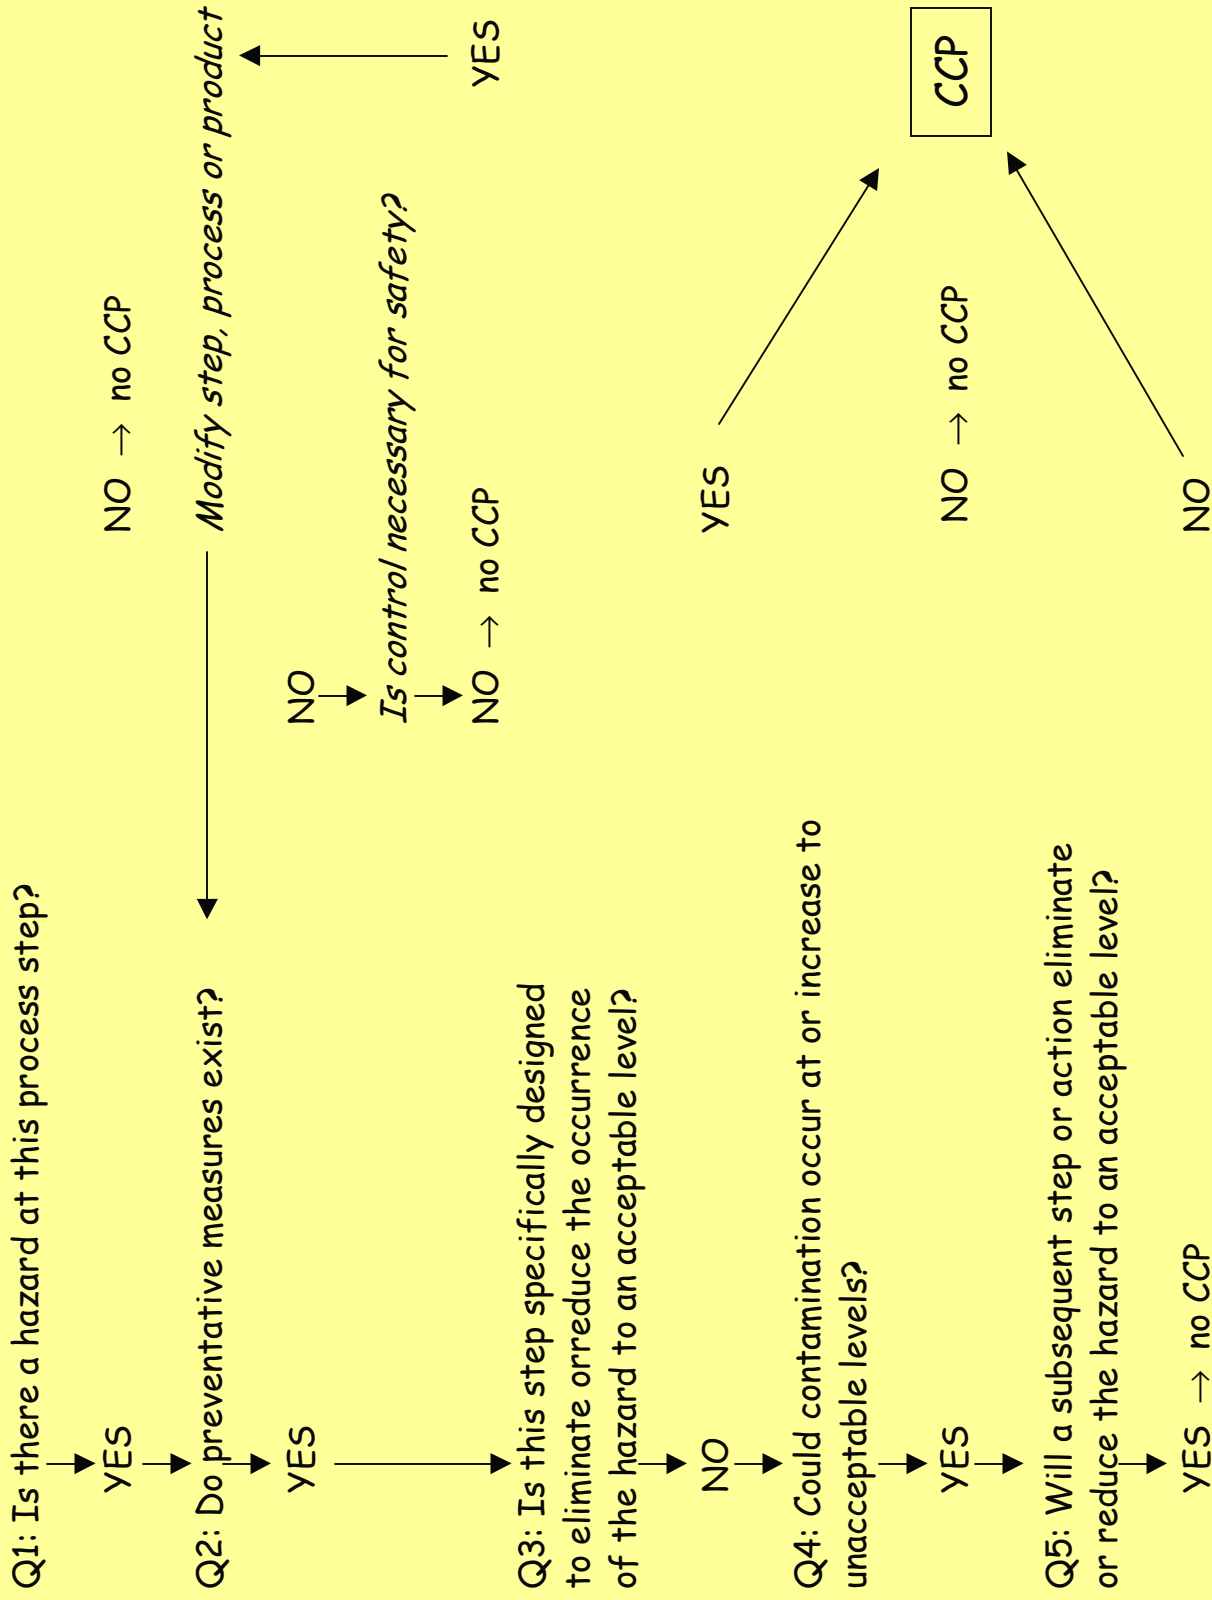 Q1: Is there a hazard at this process step?
YES
NO → no CCP
Q2: Do preventative measures exist?
Modify step, process or product
YES
NO
Is control necessary for safety?
NO → no CCP
YES
Q3: Is this step specifically designed
to eliminate orreduce the occurrence
of the hazard to an acceptable level?
NO
YES
Q4: Could contamination occur at or increase to
unacceptable levels?
YES
NO → no CCP
CCP
Q5: Will a subsequent step or action eliminate
or reduce the hazard to an acceptable level?
YES → no CCP
NO